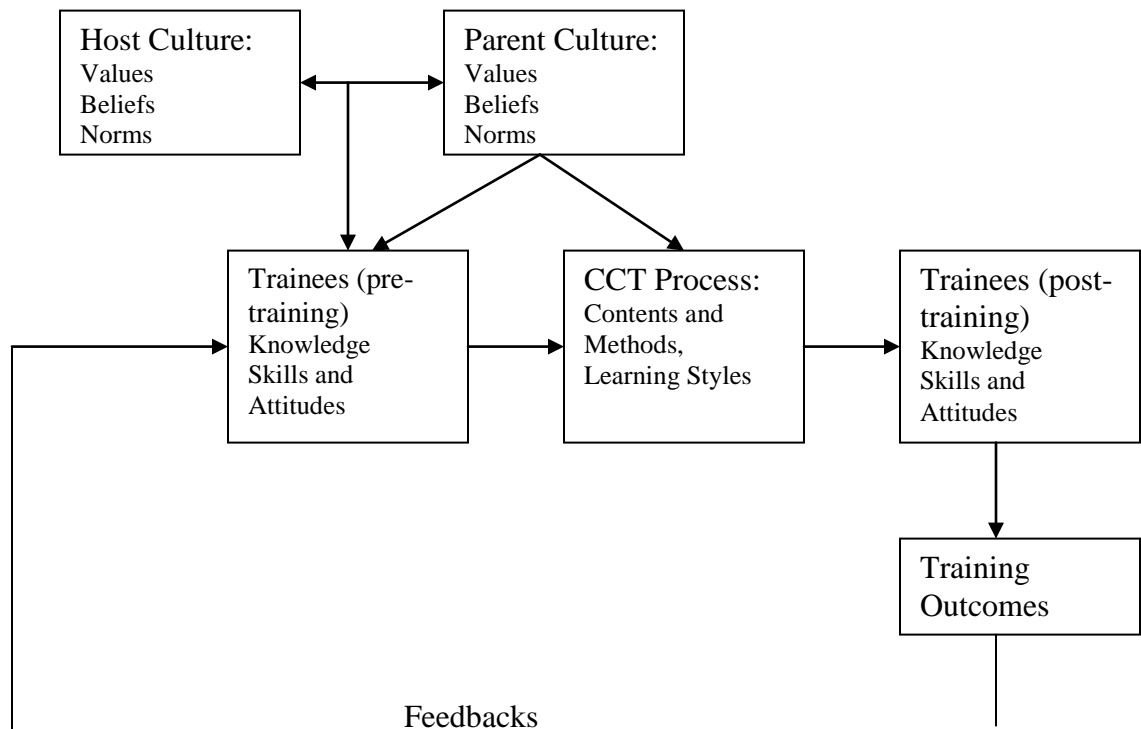 Host Culture:
Values
Beliefs
Norms
Parent Culture:
Values
Beliefs
Norms
Trainees (pre-
training)
Knowledge
Skills and
Attitudes
CCT Process:
Contents and
Methods,
Learning Styles
Trainees (post-
training)
Knowledge
Skills and
Attitudes
Training
Outcomes
Feedbacks